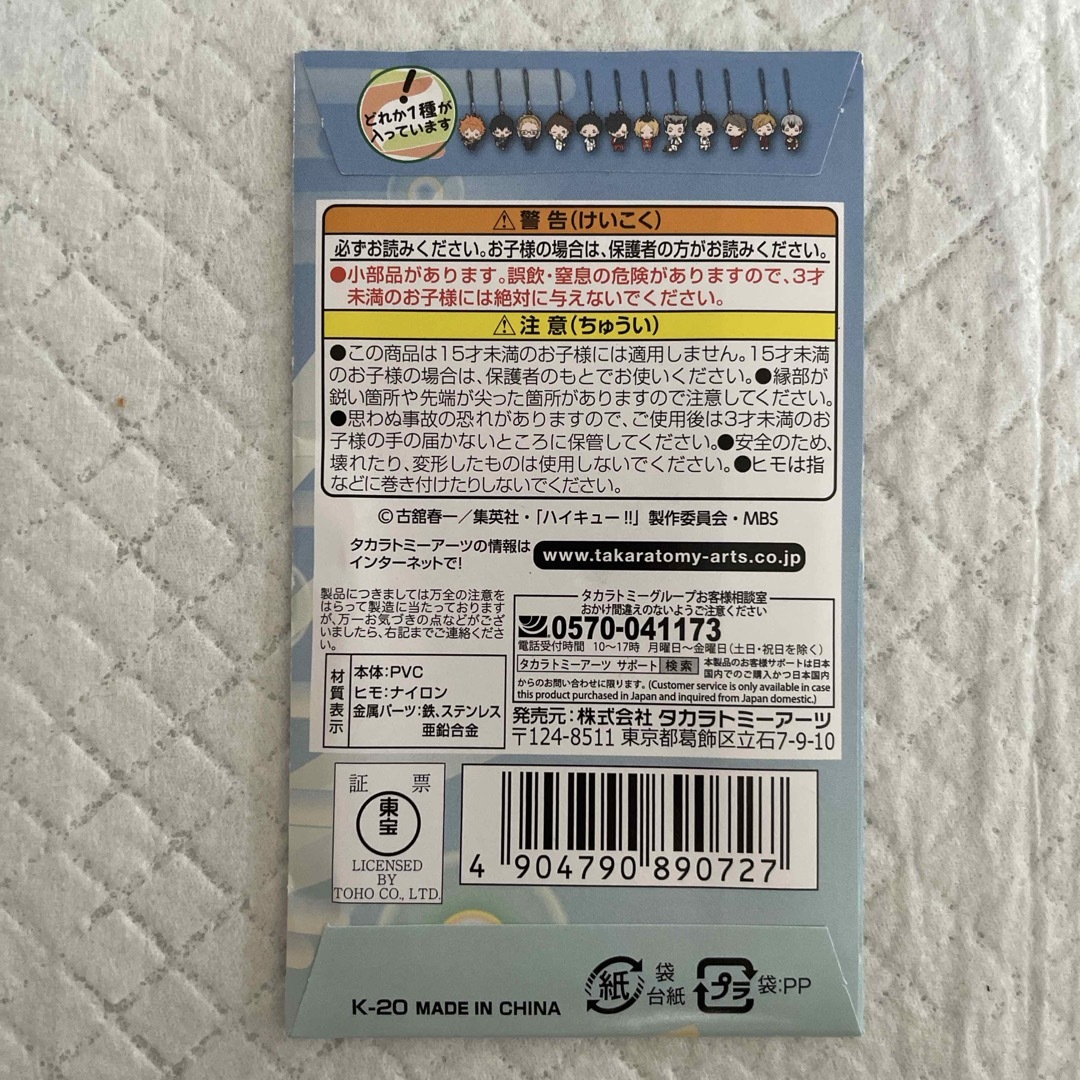 !
どれか1種が
入っています
⚠警告(けいこく)
必ずお読みください。お子様の場合は、保護者の方がお読みください。
●小部品があります。誤飲・窒息の危険がありますので、3才
未満のお子様には絶対に与えないでください。
⚠注意(ちゅうい)
●この商品は15才未満のお子様には適用しません。15才未満
のお子様の場合は、保護者のもとでお使いください。●縁部が
鋭い箇所や先端が尖った箇所がありますので注意してください。
●思わぬ事故の恐れがありますので、ご使用後は3才未満のお
子様の手の届かないところに保管してください。●安全のため、
壊れたり、変形したものは使用しないでください。●ヒモは指
などに巻き付けたりしないでください。
©古舘春一/集英社・「ハイキュー!!」製作委員会・MBS
タカラトミーアーツの情報は
インターネットで!
www.takaratomy-arts.co.jp
製品につきましては万全の注意を
はらって製造に当たっております
が、万一お気づきの点などがござ
いましたら、右記までご連絡くださ
い。
タカラトミーグループお客様相談室
おかけ間違えのないようご注意ください
0570-041173
電話受付時間 10〜17時 月曜日〜金曜日(土日・祝日を除く)
タカラトミーアーツ サポート 検索 本製品のお客様サポートは日本
国内でのご購入かつ日本国内
からのお問い合わせに限ります。(Customer service is only available in case
this product purchased in Japan and inquired from Japan domestic.)
材質表示
本体:PVC
ヒモ:ナイロン
金属パーツ:鉄、ステンレス
亜鉛合金
発売元:株式会社 タカラトミーアーツ
〒124-8511 東京都葛飾区立石7-9-10
証票
東宝
LICENSED
BY
TOHO CO., LTD.
4 904790 890727
K-20 MADE IN CHINA
紙 袋
台紙
プラ 袋:PP